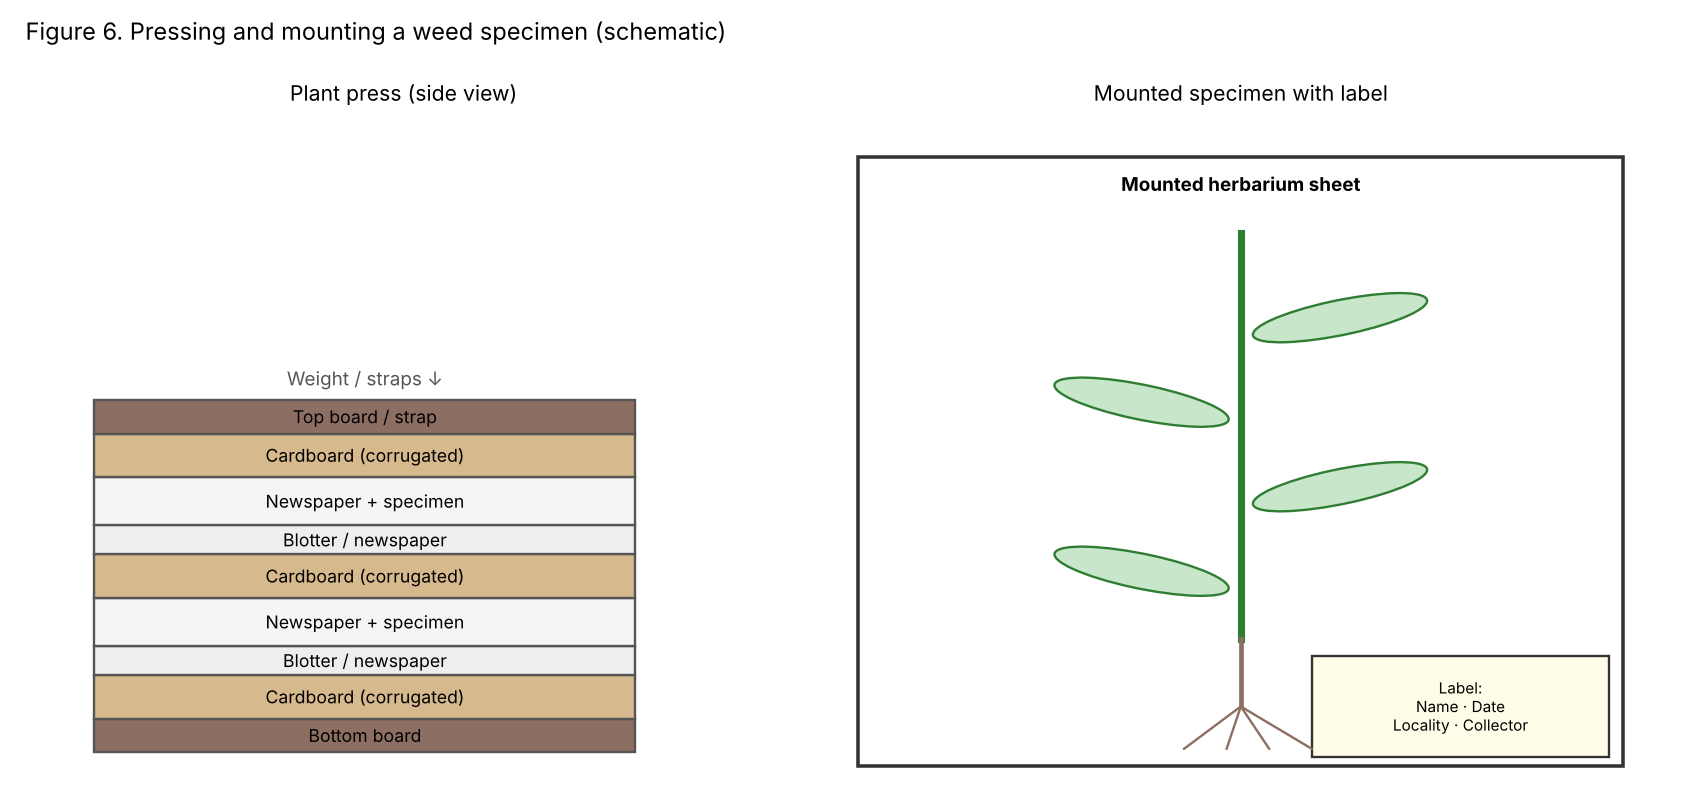 Figure 6. Pressing and mounting a weed specimen (schematic)
Plant press (side view)
Weight / straps ↓
Top board / strap
Cardboard (corrugated)
Newspaper + specimen
Blotter / newspaper
Cardboard (corrugated)
Newspaper + specimen
Blotter / newspaper
Cardboard (corrugated)
Bottom board
Mounted specimen with label
Mounted herbarium sheet
Label:
Name · Date
Locality · Collector